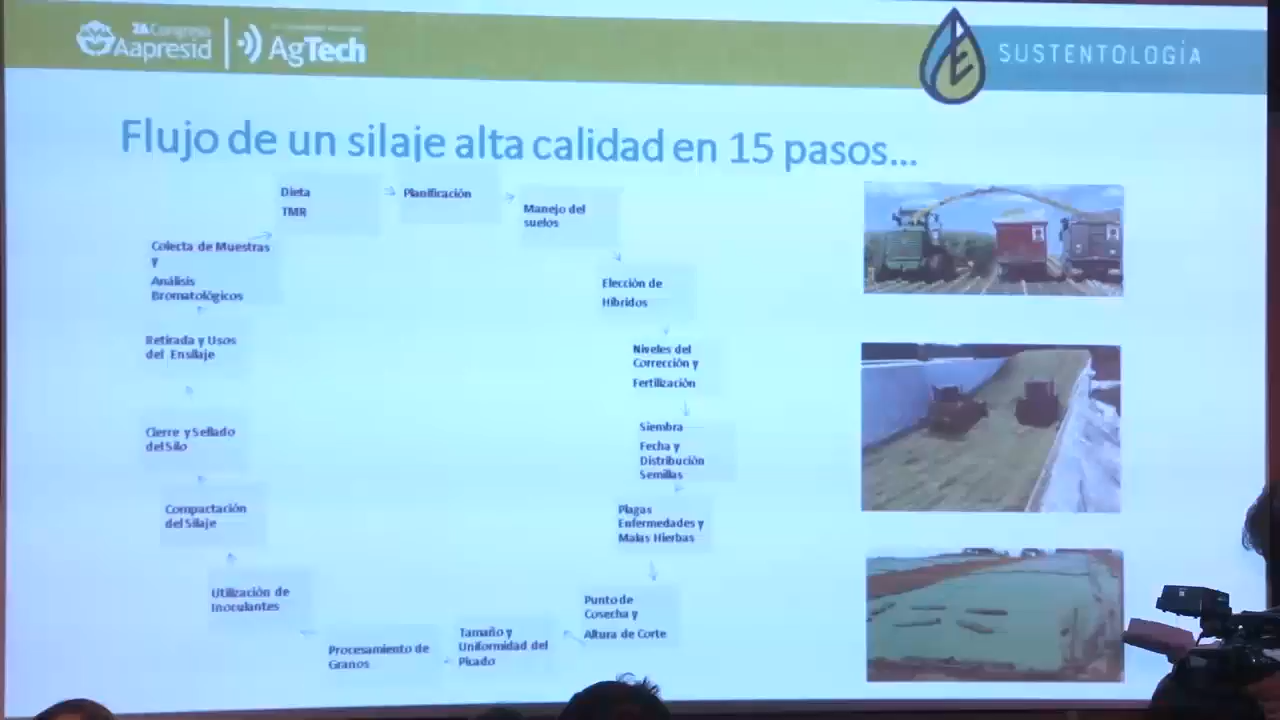 Aapresid
AgTech
SUSTENTOLOGÍA
Flujo de un silaje alta calidad en 15 pasos...
Dieta
TMR
Planificación
Manejo del
suelos
Elección de
Híbridos
Niveles del
Corrección y
Fertilización
Siembra
Fecha y
Distribución
Semillas
Plagas
Enfermedades y
Malas Hierbas
Punto de
Cosecha y
Altura de Corte
Tamaño y
Uniformidad del
Picado
Procesamiento de
Granos
Utilización de
Inoculantes
Compactación
del Silaje
Cierre y Sellado
del Silo
Retirada y Usos
del Ensilaje
Colecta de Muestras
y
Análisis
Bromatológicos